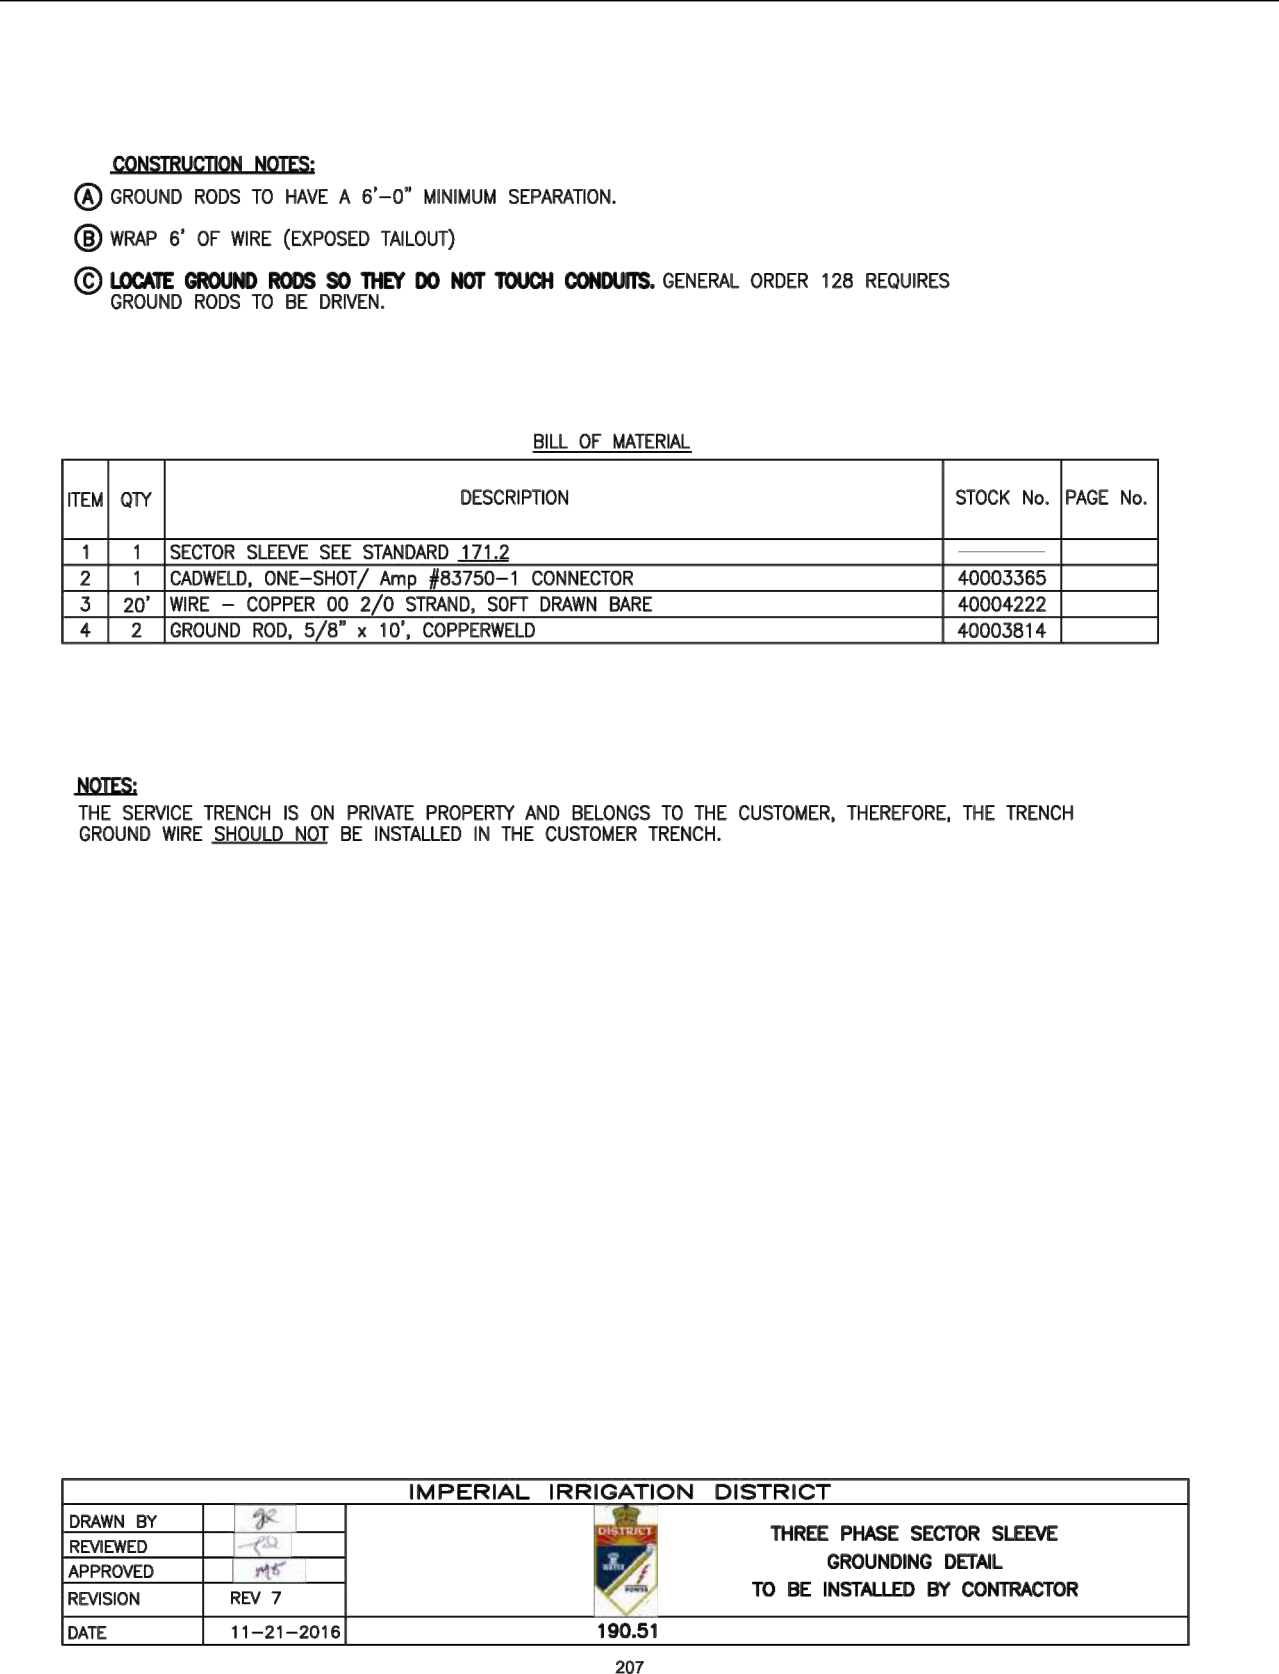 CONSTRUCTION NOTES:
Ⓐ GROUND RODS TO HAVE A 6'-0" MINIMUM SEPARATION.
Ⓑ WRAP 6' OF WIRE (EXPOSED TAILOUT)
Ⓒ LOCATE GROUND RODS SO THEY DO NOT TOUCH CONDUITS. GENERAL ORDER 128 REQUIRES
GROUND RODS TO BE DRIVEN.
BILL OF MATERIAL
ITEM QTY DESCRIPTION STOCK No. PAGE No.
1 1 SECTOR SLEEVE SEE STANDARD 171.2
2 1 CADWELD, ONE-SHOT/ Amp #83750-1 CONNECTOR 40003365
3 20' WIRE - COPPER 00 2/0 STRAND, SOFT DRAWN BARE 40004222
4 2 GROUND ROD, 5/8" x 10', COPPERWELD 40003814
NOTES:
THE SERVICE TRENCH IS ON PRIVATE PROPERTY AND BELONGS TO THE CUSTOMER, THEREFORE, THE TRENCH
GROUND WIRE SHOULD NOT BE INSTALLED IN THE CUSTOMER TRENCH.
IMPERIAL IRRIGATION DISTRICT
DRAWN BY
REVIEWED
APPROVED
REVISION REV 7
DATE 11-21-2016
DISTRICT
WATER
POWER
190.51
THREE PHASE SECTOR SLEEVE
GROUNDING DETAIL
TO BE INSTALLED BY CONTRACTOR
207